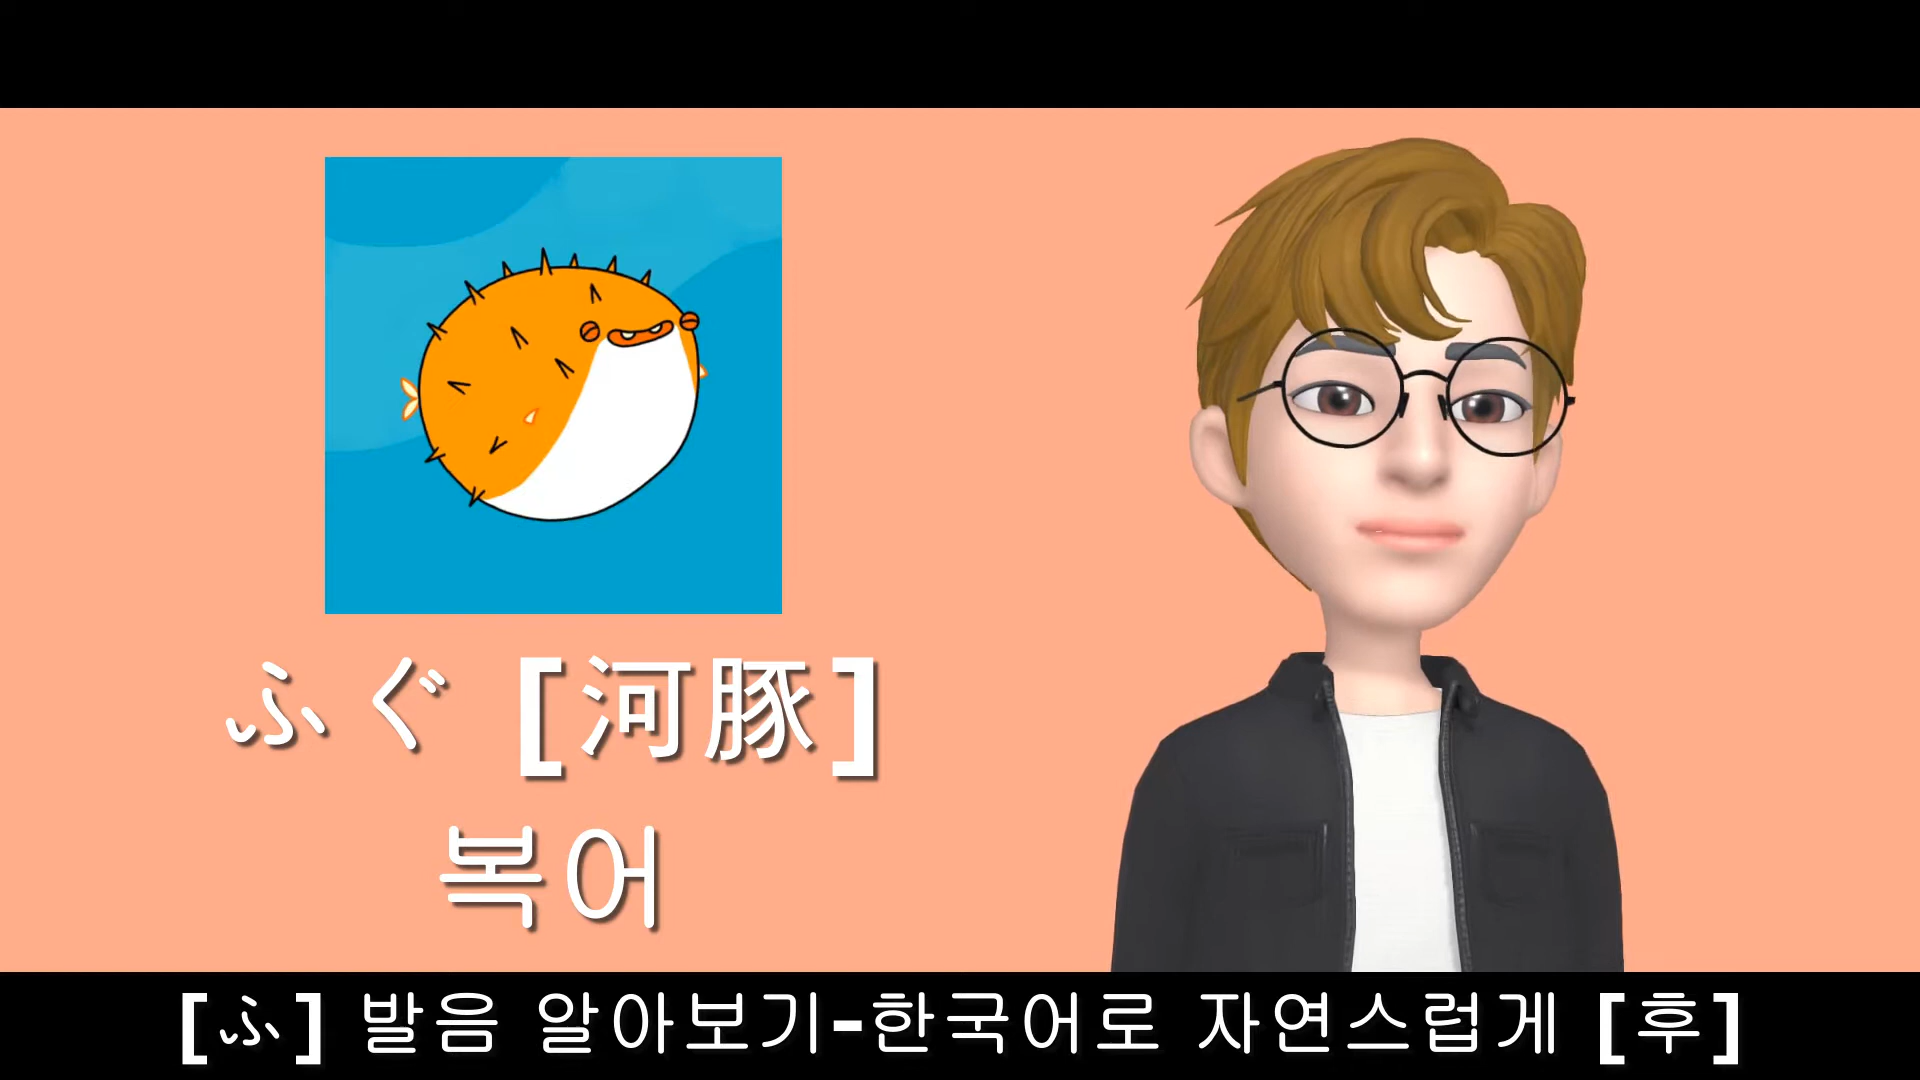 ふぐ [河豚]
복어
[ふ] 발음 알아보기-한국어로 자연스럽게 [후]